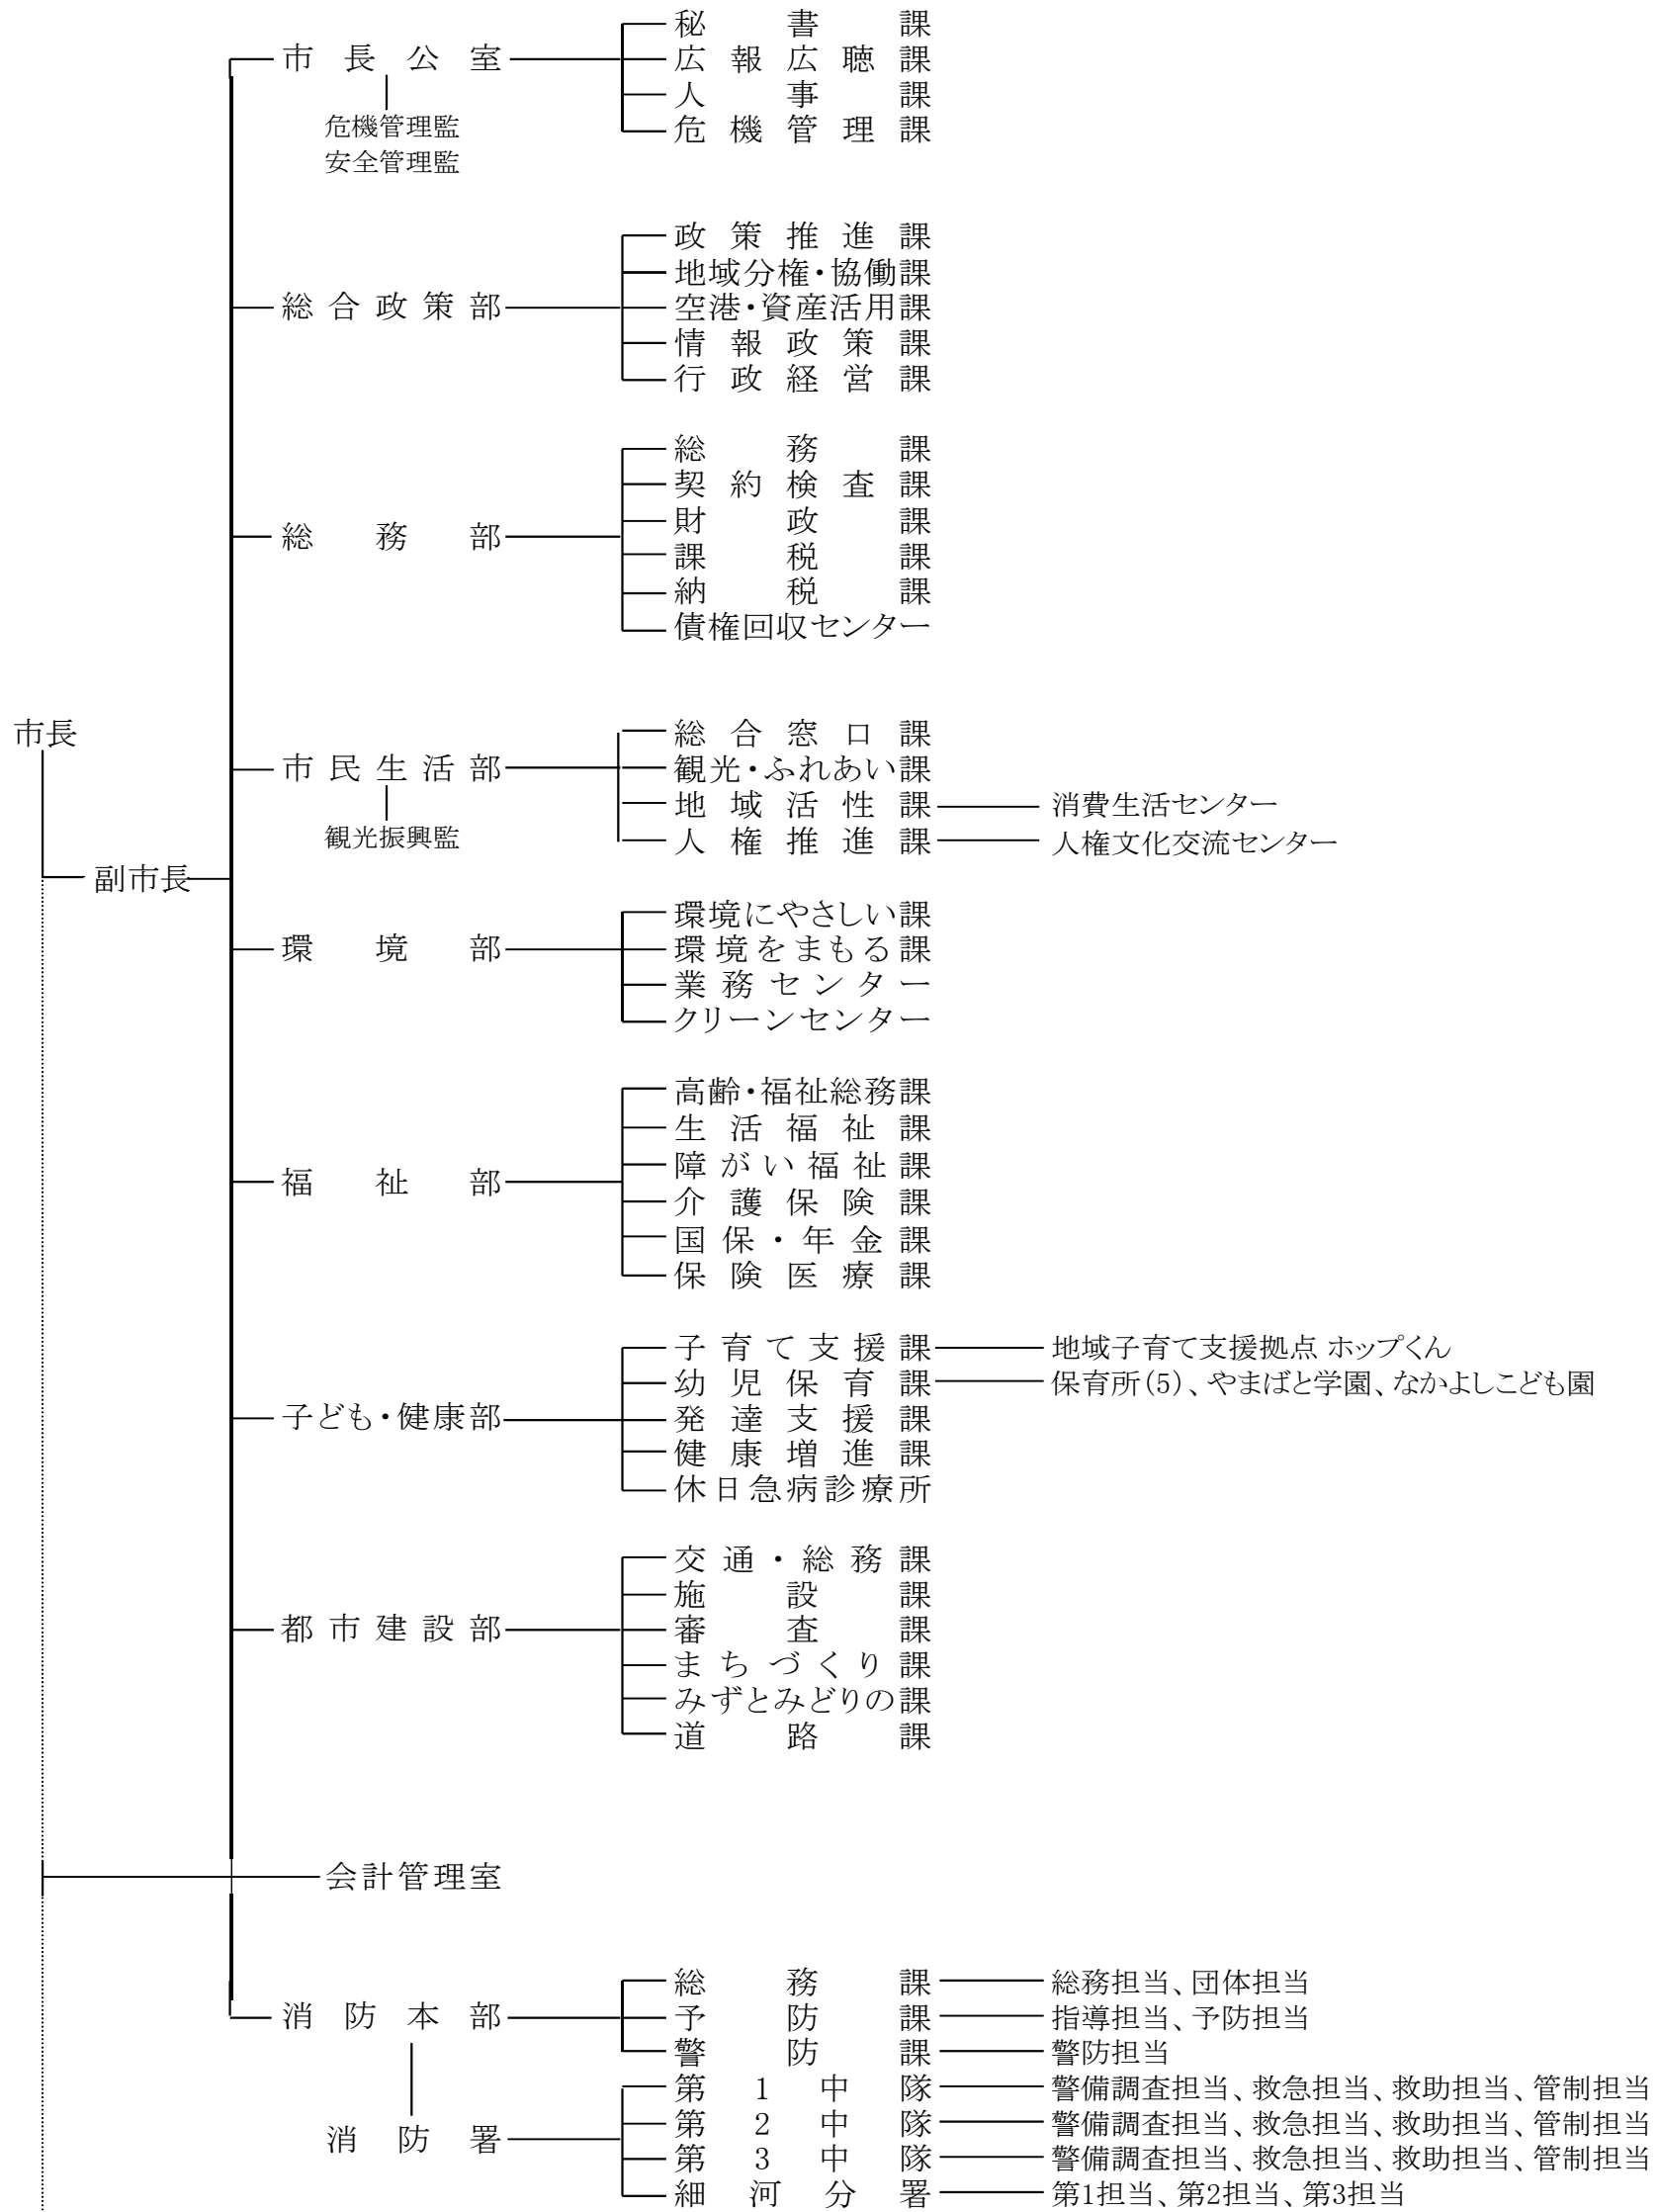 市長
副市長
市長公室
危機管理監
安全管理監
秘書課
広報広聴課
人事課
危機管理課
総合政策部
政策推進課
地域分権・協働課
空港・資産活用課
情報政策課
行政経営課
総務部
総務課
契約検査課
財政課
課税課
納税課
債権回収センター
市民生活部
観光振興監
総合窓口課
観光・ふれあい課
地域活性課 消費生活センター
人権推進課 人権文化交流センター
環境部
環境にやさしい課
環境をまもる課
業務センター
クリーンセンター
福祉部
高齢・福祉総務課
生活福祉課
障がい福祉課
介護保険課
国保・年金課
保険医療課
子ども・健康部
子育て支援課 地域子育て支援拠点 ホップくん
幼児保育課 保育所(5)、やまばと学園、なかよしこども園
発達支援課
健康増進課
休日急病診療所
都市建設部
交通・総務課
施設課
審査課
まちづくり課
みずとみどりの課
道路課
会計管理室
消防本部
総務課 総務担当、団体担当
予防課 指導担当、予防担当
警防課 警防担当
消防署
第1中隊 警備調査担当、救急担当、救助担当、管制担当
第2中隊 警備調査担当、救急担当、救助担当、管制担当
第3中隊 警備調査担当、救急担当、救助担当、管制担当
細河分署 第1担当、第2担当、第3担当